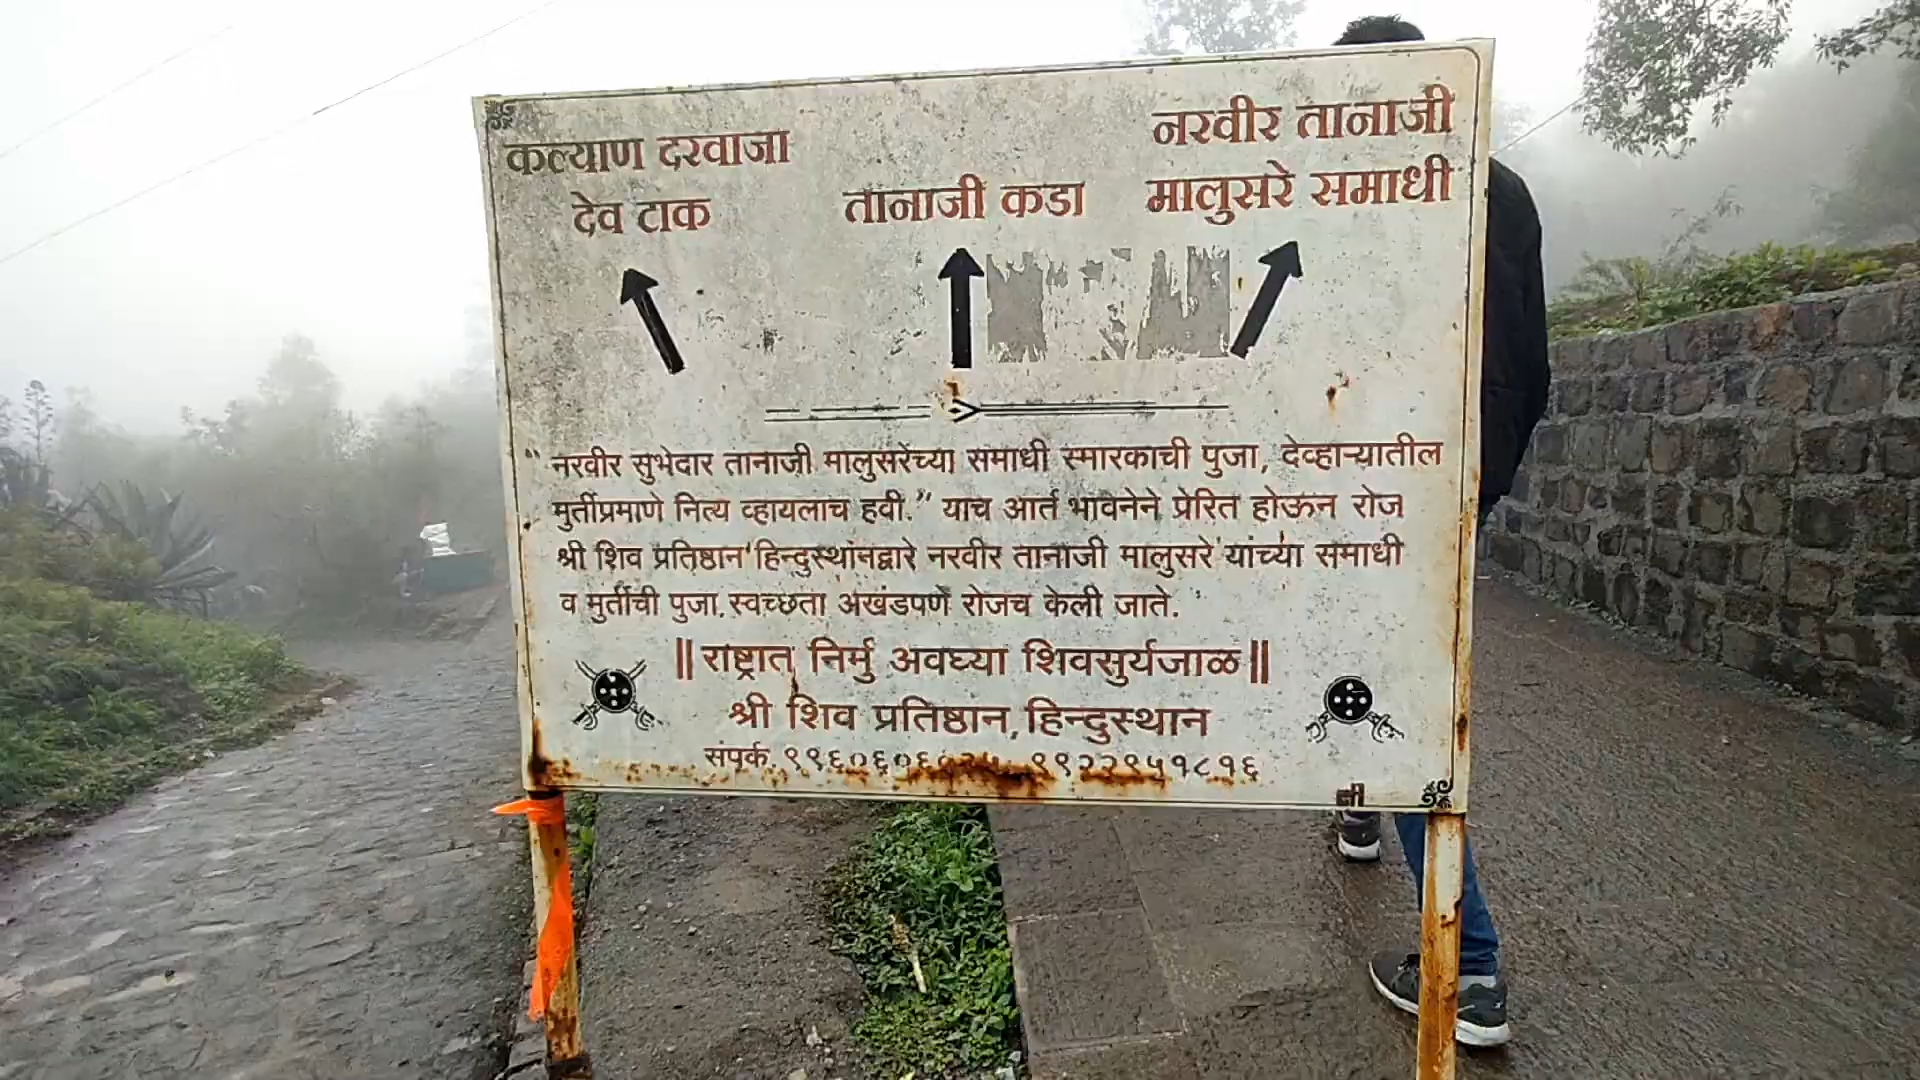 कल्याण दरवाजा
देव टाक
तानाजी कडा
नरवीर तानाजी
मालुसरे समाधी
“ नरवीर सुभेदार तानाजी मालुसरेंच्या समाधी स्मारकाची पुजा, देव्हाऱ्यातील
मुर्तीप्रमाणे नित्य व्हायलाच हवी.” याच आर्त भावनेने प्रेरित होऊन रोज
श्री शिव प्रतिष्ठान हिन्दुस्थानद्वारे नरवीर तानाजी मालुसरे यांच्या समाधी
व मुर्तीची पुजा. स्वच्छता अखंडपणे रोजच केली जाते.
॥ राष्ट्रात निर्मु अवघ्या शिवसुर्यजाळ ॥
श्री शिव प्रतिष्ठान, हिन्दुस्थान
संपर्क. ९९२२९५१८१६